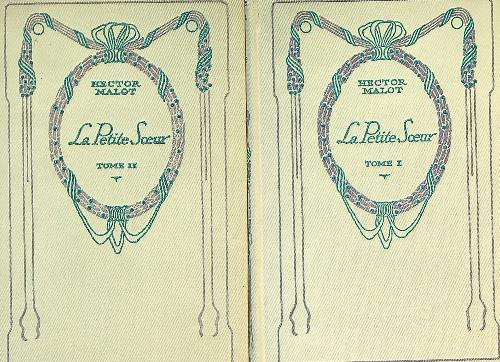 HECTOR
MALOT
La Petite Sœur
TOME II
HECTOR
MALOT
La Petite Sœur
TOME I